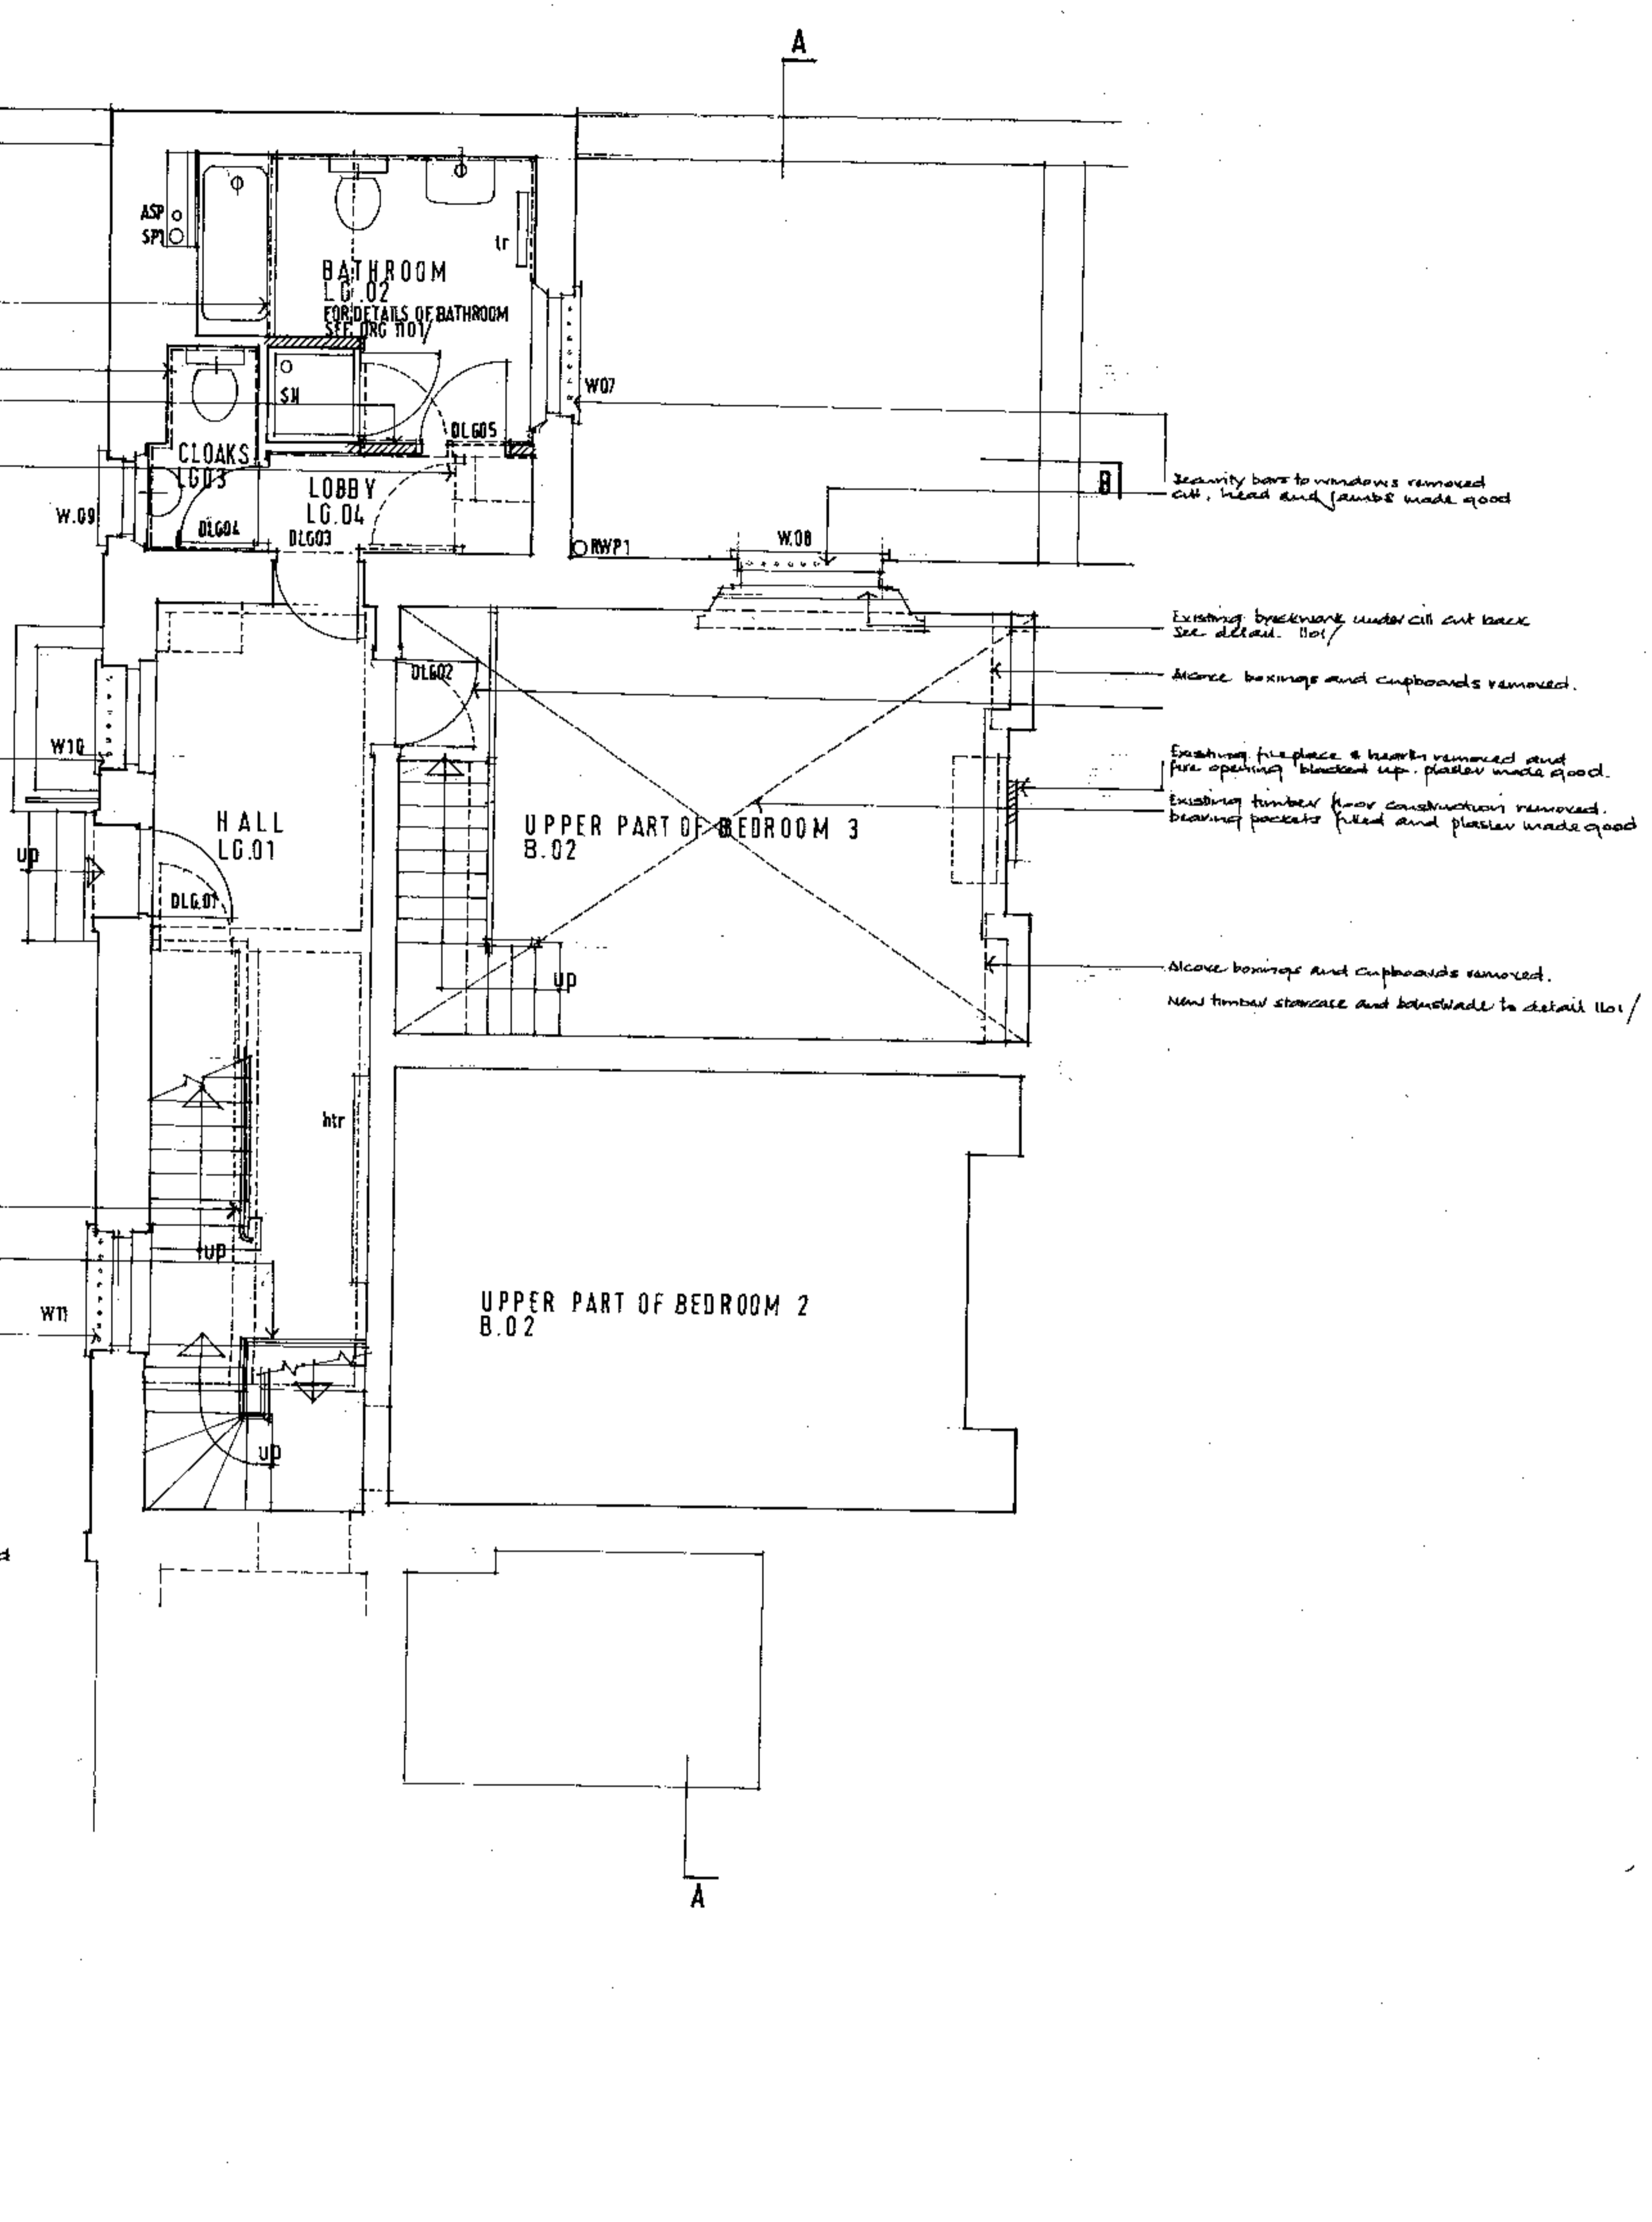 A
ASP
SP1
tr
BATHROOM
LG.02
FOR DETAILS OF BATHROOM
SEE DRG 1101/
SH
W07
DLG05
CLOAKS
LG03
LOBBY
LG.04
W.09
DLG04
DLG03
RWP1
W.08
B
Security bars to windows removed
cill, head and jambs made good
Existing brickwork under cill cut back
See detail. 1101/
DLG02
Alcove boxings and cupboards removed.
W10
Existing fireplace & hearth removed and
fire opening blocked up. plaster made good.
Existing timber floor construction removed.
bearing pockets filled and plaster made good
HALL
LG.01
UPPER PART OF BEDROOM 3
B.02
up
DLG.01
up
Alcove boxings and cupboards removed.
New timber staircase and balustrade to detail 1101/
htr
up
W11
UPPER PART OF BEDROOM 2
B.02
up
A